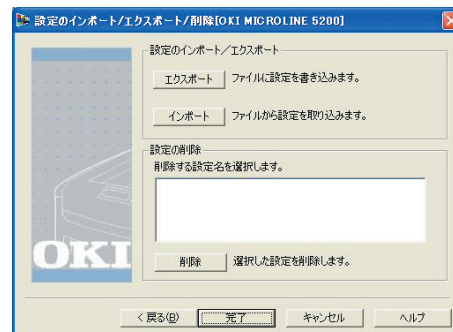 設定のインポート/エクスポート/削除[OKI MICROLINE 5200]
設定のインポート／エクスポート
エクスポート ファイルに設定を書き込みます。
インポート ファイルから設定を取り込みます。
設定の削除
削除する設定名を選択します。
OKI
削除 選択した設定を削除します。
< 戻る(B) 完了 キャンセル ヘルプ